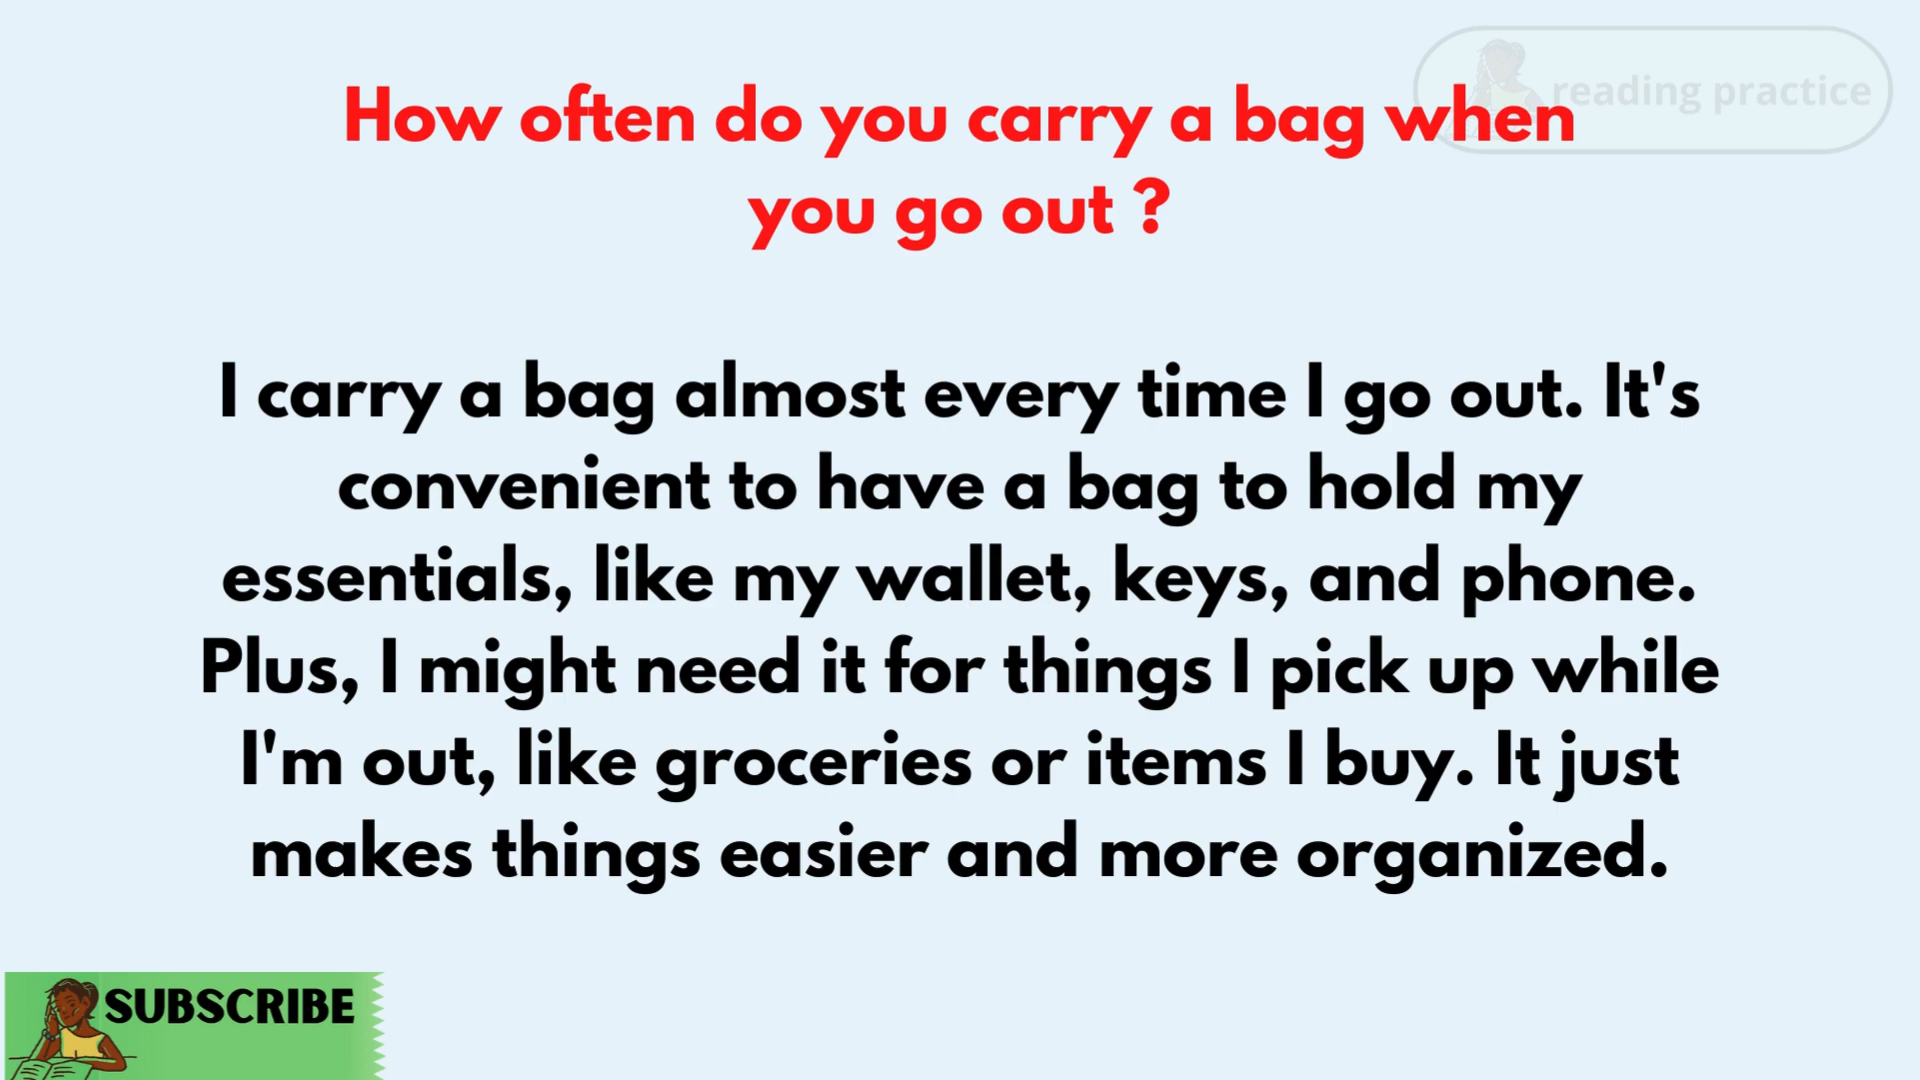 reading practice
How often do you carry a bag when
you go out ?
I carry a bag almost every time I go out. It's
convenient to have a bag to hold my
essentials, like my wallet, keys, and phone.
Plus, I might need it for things I pick up while
I'm out, like groceries or items I buy. It just
makes things easier and more organized.
SUBSCRIBE